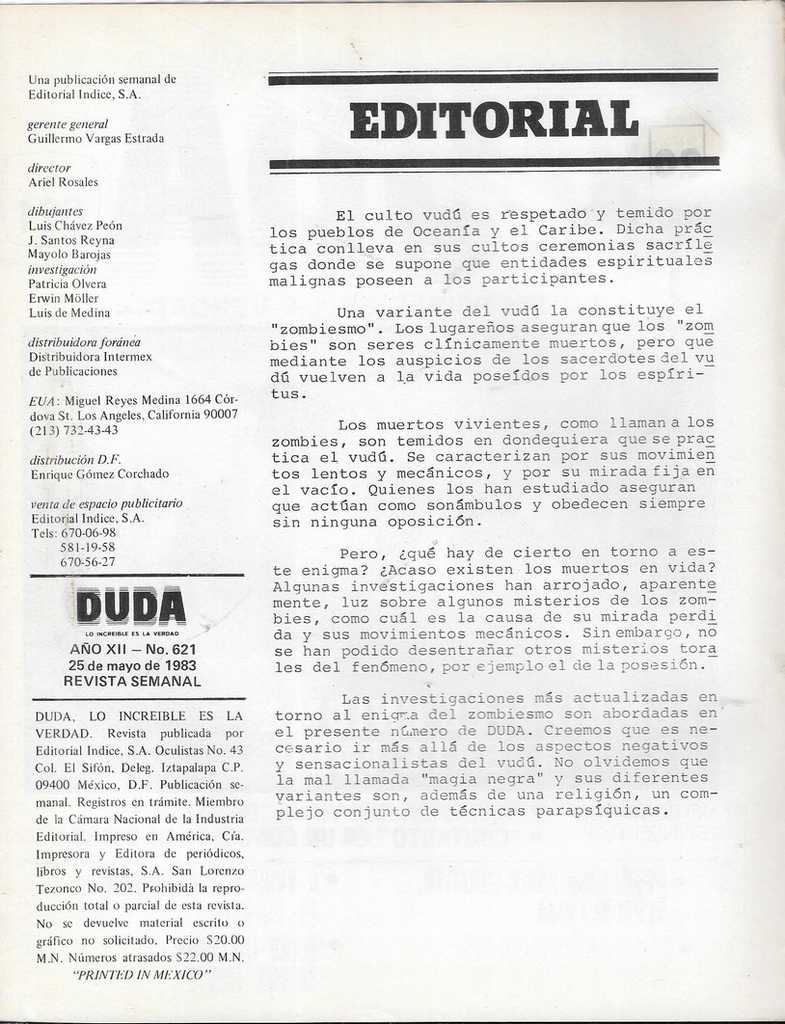 Una publicación semanal de
Editorial Indice, S.A.
gerente general
Guillermo Vargas Estrada
director
Ariel Rosales
dibujantes
Luis Chávez Peón
J. Santos Reyna
Mayolo Barojas
investigación
Patricia Olvera
Erwin Möller
Luis de Medina
distribuidora foránea
Distribuidora Intermex
de Publicaciones
EUA: Miguel Reyes Medina 1664 Cór-
dova St. Los Angeles, California 90007
(213) 732-43-43
distribución D.F.
Enrique Gómez Corchado
venta de espacio publicitario
Editorial Indice, S.A.
Tels: 670-06-98
581-19-58
670-56-27
DUDA
LO INCREIBLE ES LA VERDAD
AÑO XII — No. 621
25 de mayo de 1983
REVISTA SEMANAL
DUDA, LO INCREIBLE ES LA
VERDAD. Revista publicada por
Editorial Indice, S.A. Oculistas No. 43
Col. El Sifón, Deleg. Iztapalapa C.P.
09400 México, D.F. Publicación se-
manal. Registros en trámite. Miembro
de la Cámara Nacional de la Industria
Editorial. Impreso en América, Cía.
Impresora y Editora de periódicos,
libros y revistas, S.A. San Lorenzo
Tezonco No. 202. Prohibida la repro-
ducción total o parcial de esta revista.
No se devuelve material escrito o
gráfico no solicitado. Precio $20.00
M.N. Números atrasados $22.00 M.N.
"PRINTED IN MEXICO"
EDITORIAL
El culto vudú es respetado y temido por
los pueblos de Oceanía y el Caribe. Dicha prác
tica conlleva en sus cultos ceremonias sacríle
gas donde se supone que entidades espirituales
malignas poseen a los participantes.
Una variante del vudú la constituye el
"zombiesmo". Los lugareños aseguran que los "zom
bies" son seres clínicamente muertos, pero que
mediante los auspicios de los sacerdotes del vu
dú vuelven a la vida poseídos por los espíri-
tus.
Los muertos vivientes, como llaman a los
zombies, son temidos en dondequiera que se prac
tica el vudú. Se caracterizan por sus movimien
tos lentos y mecánicos, y por su mirada fija en
el vacío. Quienes los han estudiado aseguran
que actúan como sonámbulos y obedecen siempre
sin ninguna oposición.
Pero, ¿qué hay de cierto en torno a es-
te enigma? ¿Acaso existen los muertos en vida?
Algunas investigaciones han arrojado, aparente
mente, luz sobre algunos misterios de los zom-
bies, como cuál es la causa de su mirada perdi
da y sus movimientos mecánicos. Sin embargo, no
se han podido desentrañar otros misterios tora
les del fenómeno, por ejemplo el de la posesión.
Las investigaciones más actualizadas en
torno al enigma del zombiesmo son abordadas en
el presente número de DUDA. Creemos que es ne-
cesario ir más allá de los aspectos negativos
y sensacionalistas del vudú. No olvidemos que
la mal llamada "magia negra" y sus diferentes
variantes son, además de una religión, un com-
plejo conjunto de técnicas parapsíquicas.